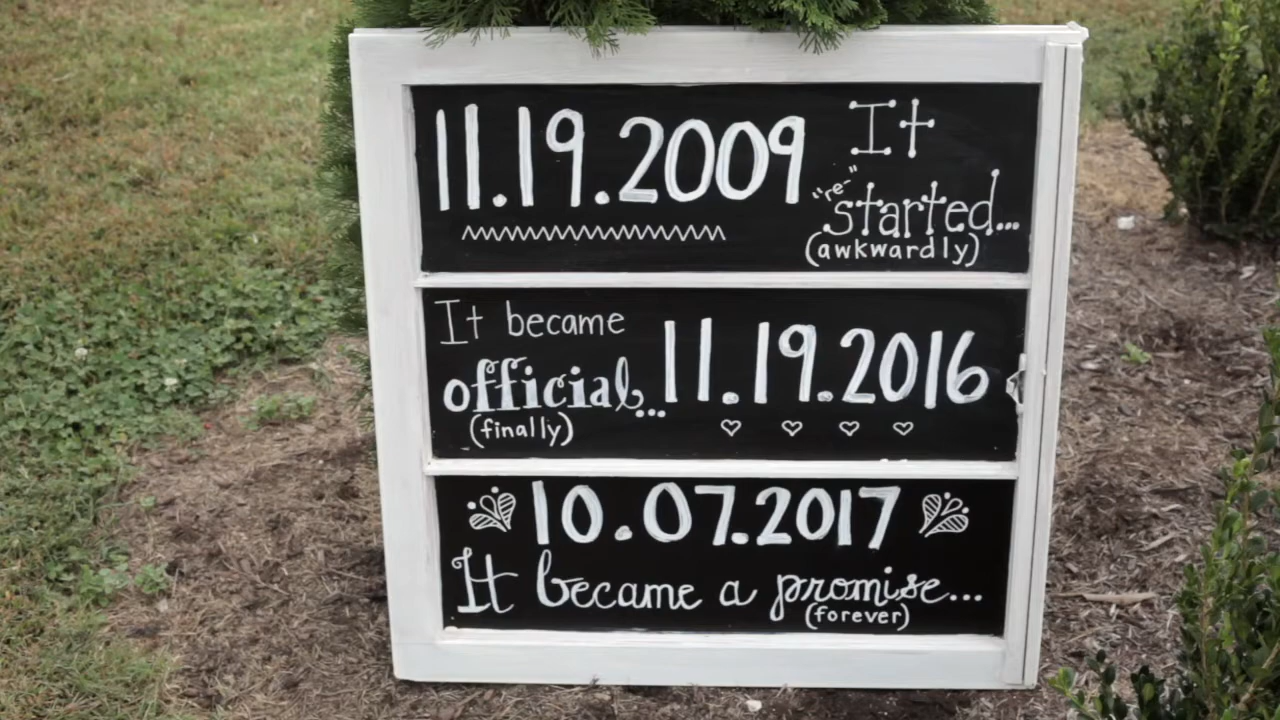 11.19.2009 It
"re-"
started...
(awkwardly)
It became
official... 11.19.2016
(finally)
10.07.2017
It became a promise...
(forever)